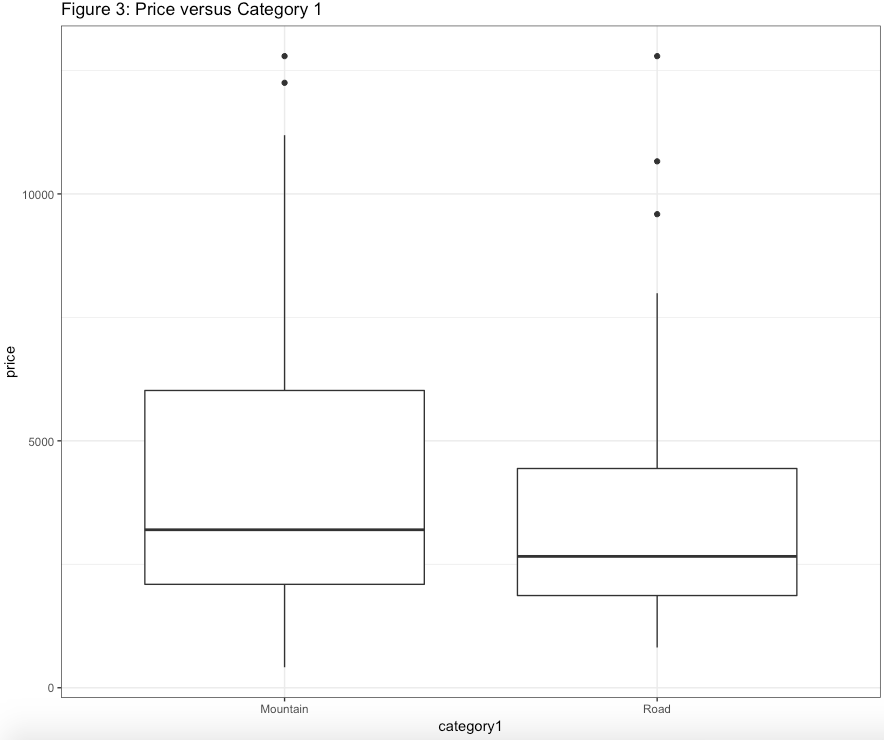 Figure 3: Price versus Category 1
10000
5000
0
price
Mountain
Road
category1